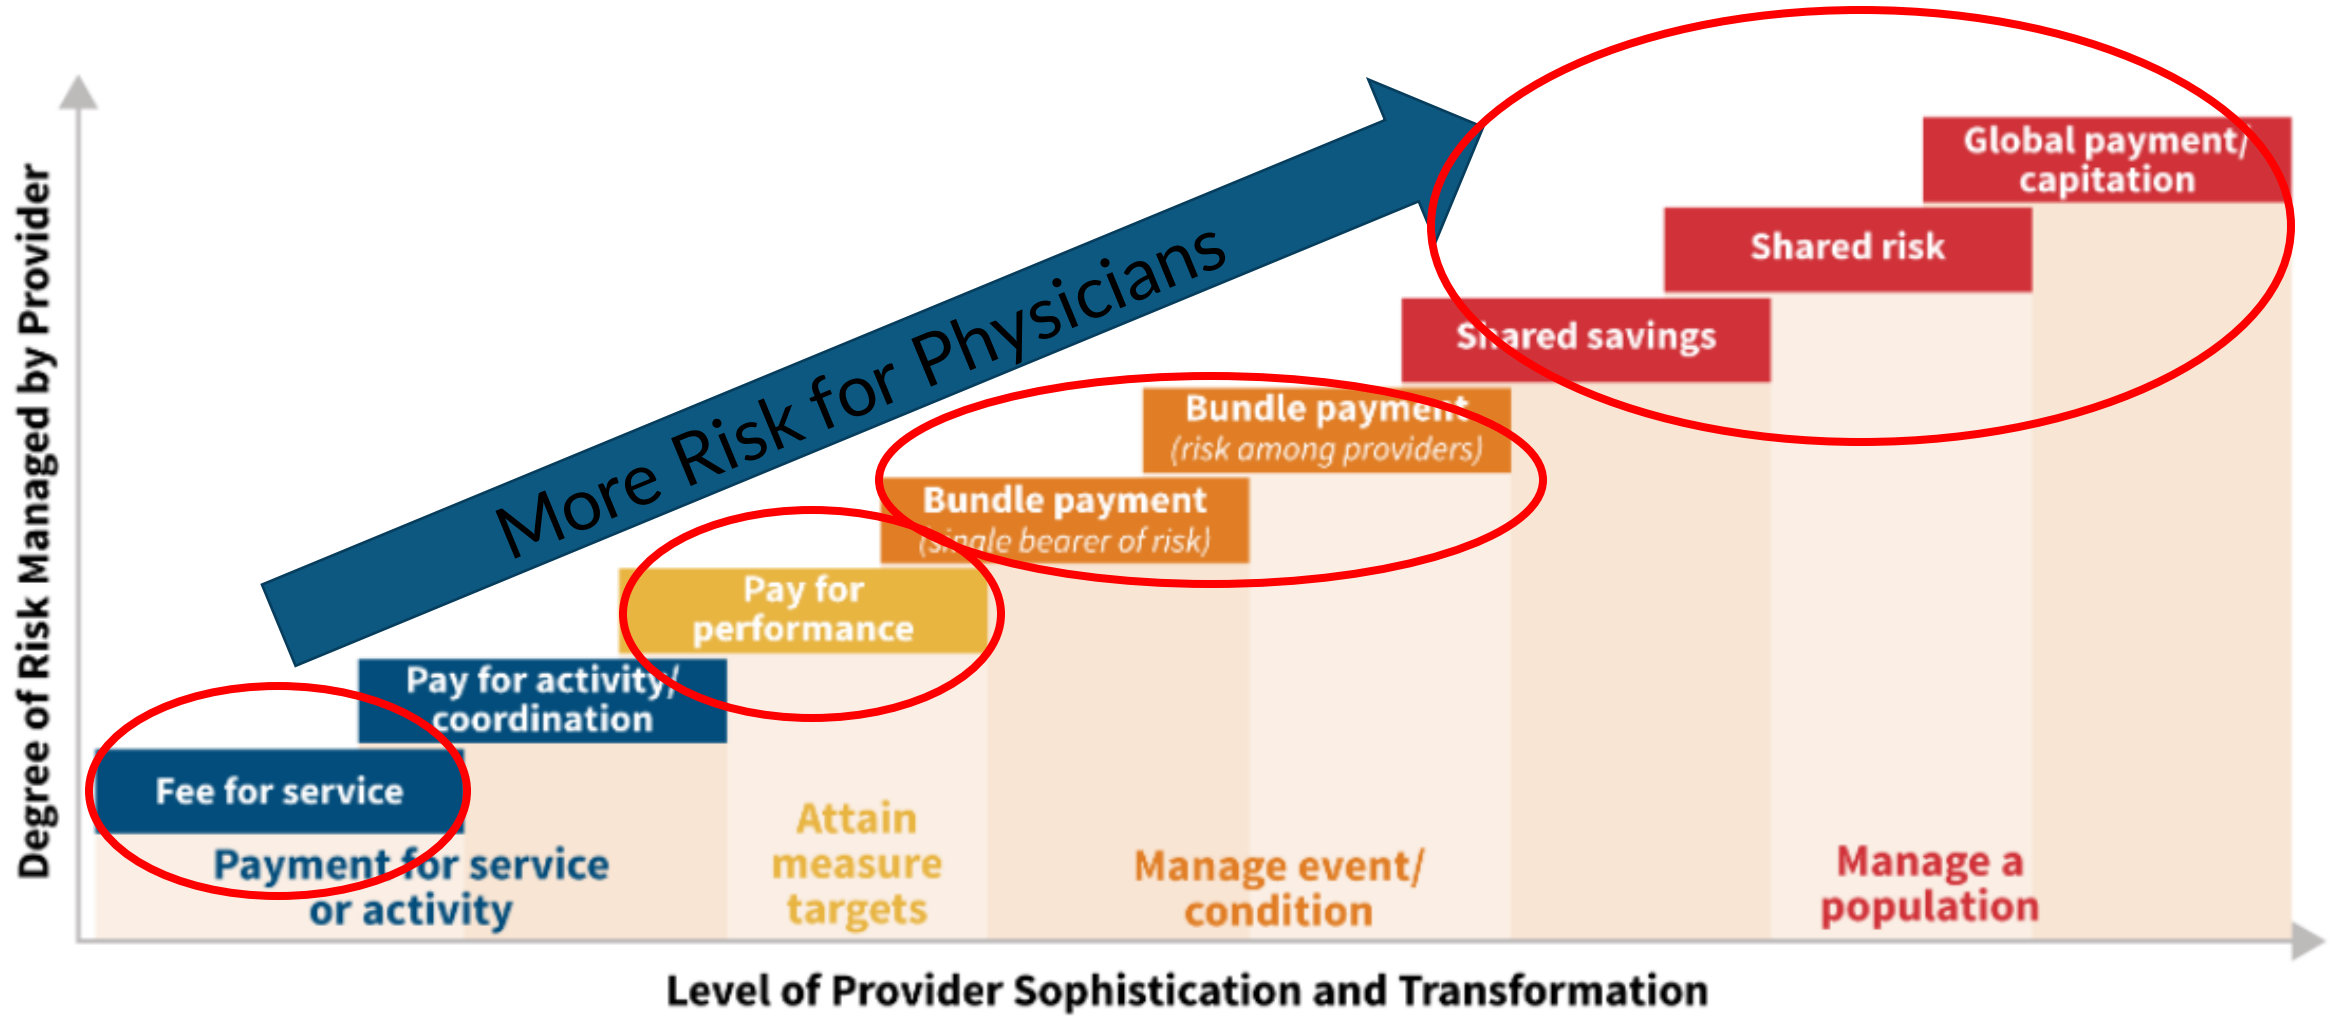 Global payment/
capitation
Shared risk
Shared savings
More Risk for Physicians
Bundle payment
(risk among providers)
Bundle payment
(single bearer of risk)
Pay for
performance
Pay for activity/
coordination
Fee for service
Payment for service
or activity
Attain
measure
targets
Manage event/
condition
Manage a
population
Degree of Risk Managed by Provider
Level of Provider Sophistication and Transformation